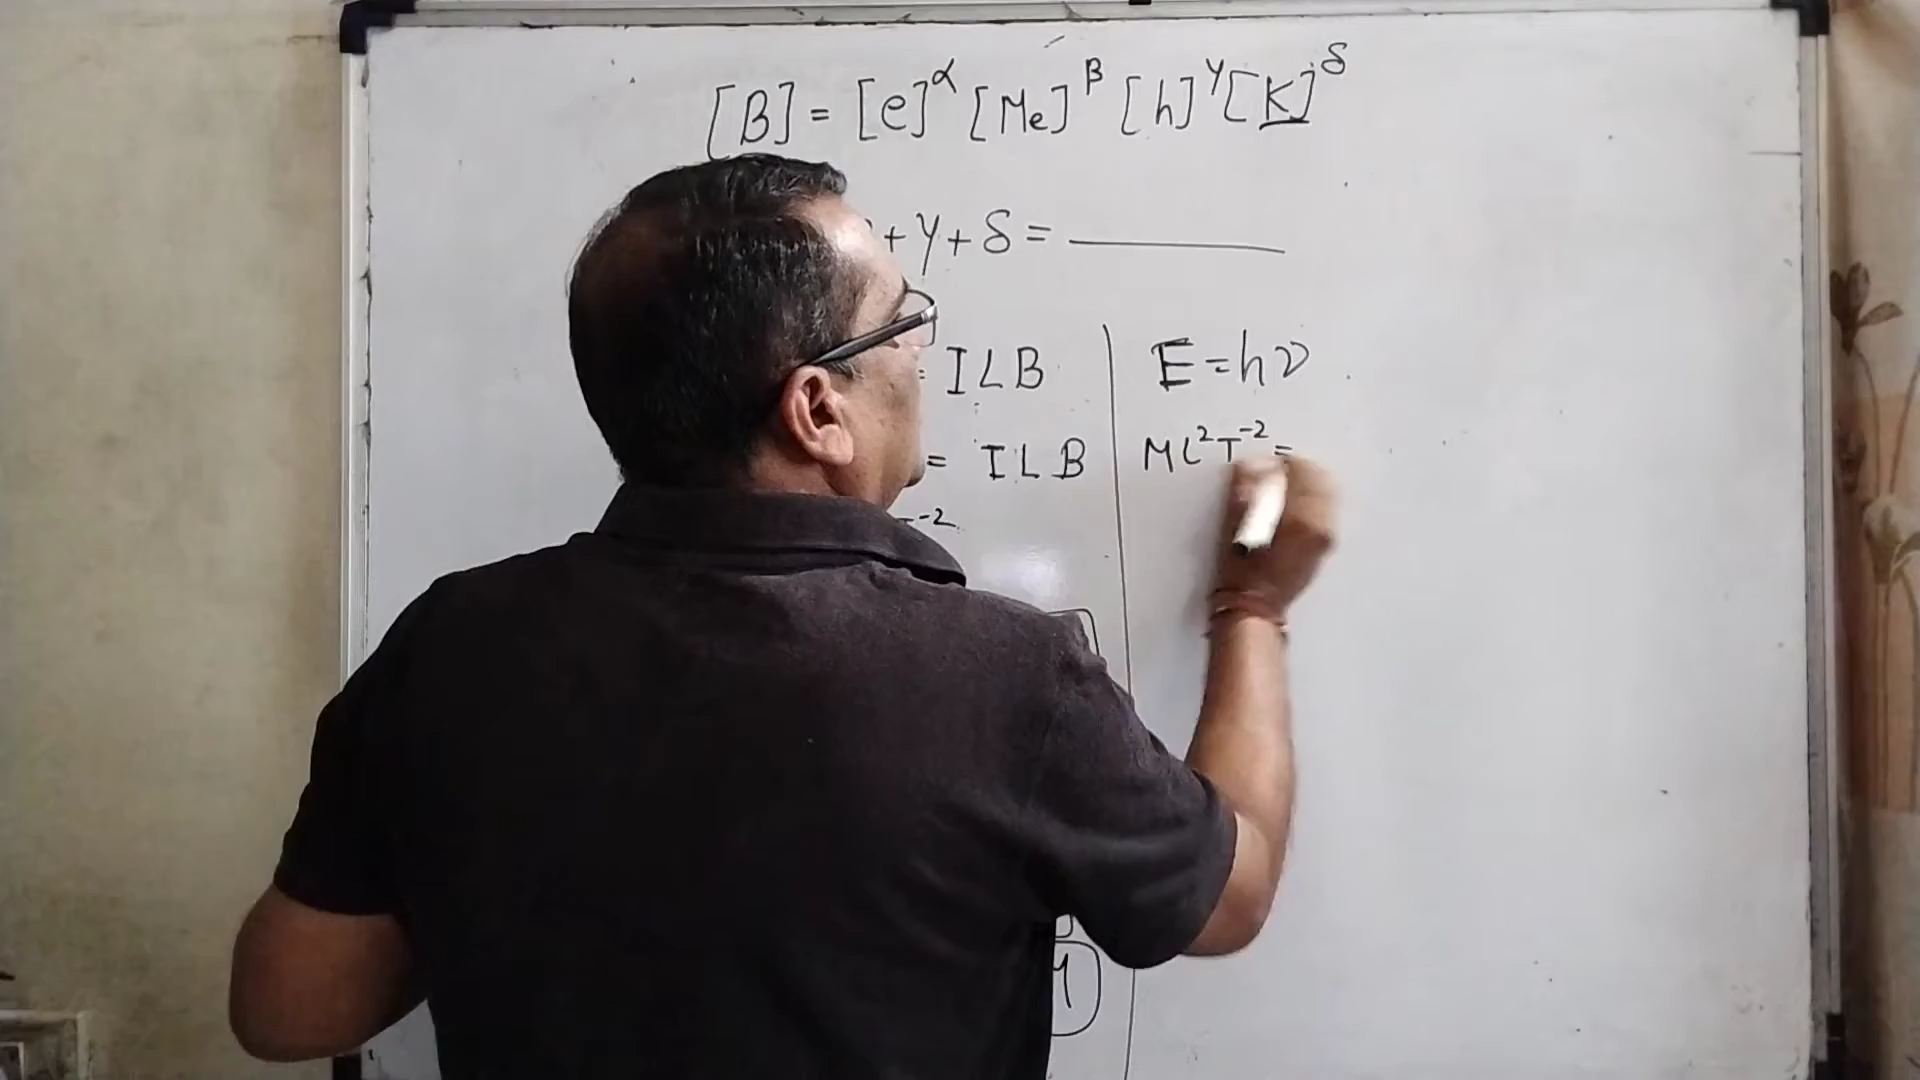 [B] = [e]^α [Me]^β [h]^γ [K]^δ
+ γ + δ = ______
= ILB
E = hν
= ILB
ML²T⁻² =
⁻²